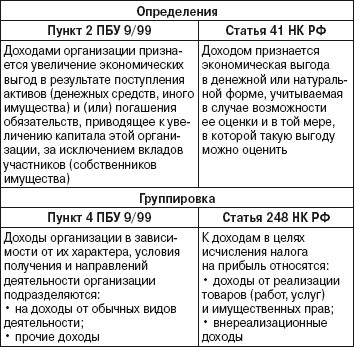 Определения
Пункт 2 ПБУ 9/99
Доходами организации призна-
ется увеличение экономических
выгод в результате поступления
активов (денежных средств, иного
имущества) и (или) погашения
обязательств, приводящее к уве-
личению капитала этой органи-
зации, за исключением вкладов
участников (собственников
имущества)
Статья 41 НК РФ
Доходом признается
экономическая выгода
в денежной или натураль-
ной форме, учитываемая
в случае возможности
ее оценки и в той мере,
в которой такую выгоду
можно оценить
Группировка
Пункт 4 ПБУ 9/99
Доходы организации в зависи-
мости от их характера, условия
получения и направлений
деятельности организации
подразделяются:
• на доходы от обычных видов
деятельности;
• прочие доходы
Статья 248 НК РФ
К доходам в целях
исчисления налога
на прибыль относятся:
• доходы от реализации
товаров (работ, услуг)
и имущественных прав;
• внереализационные
доходы